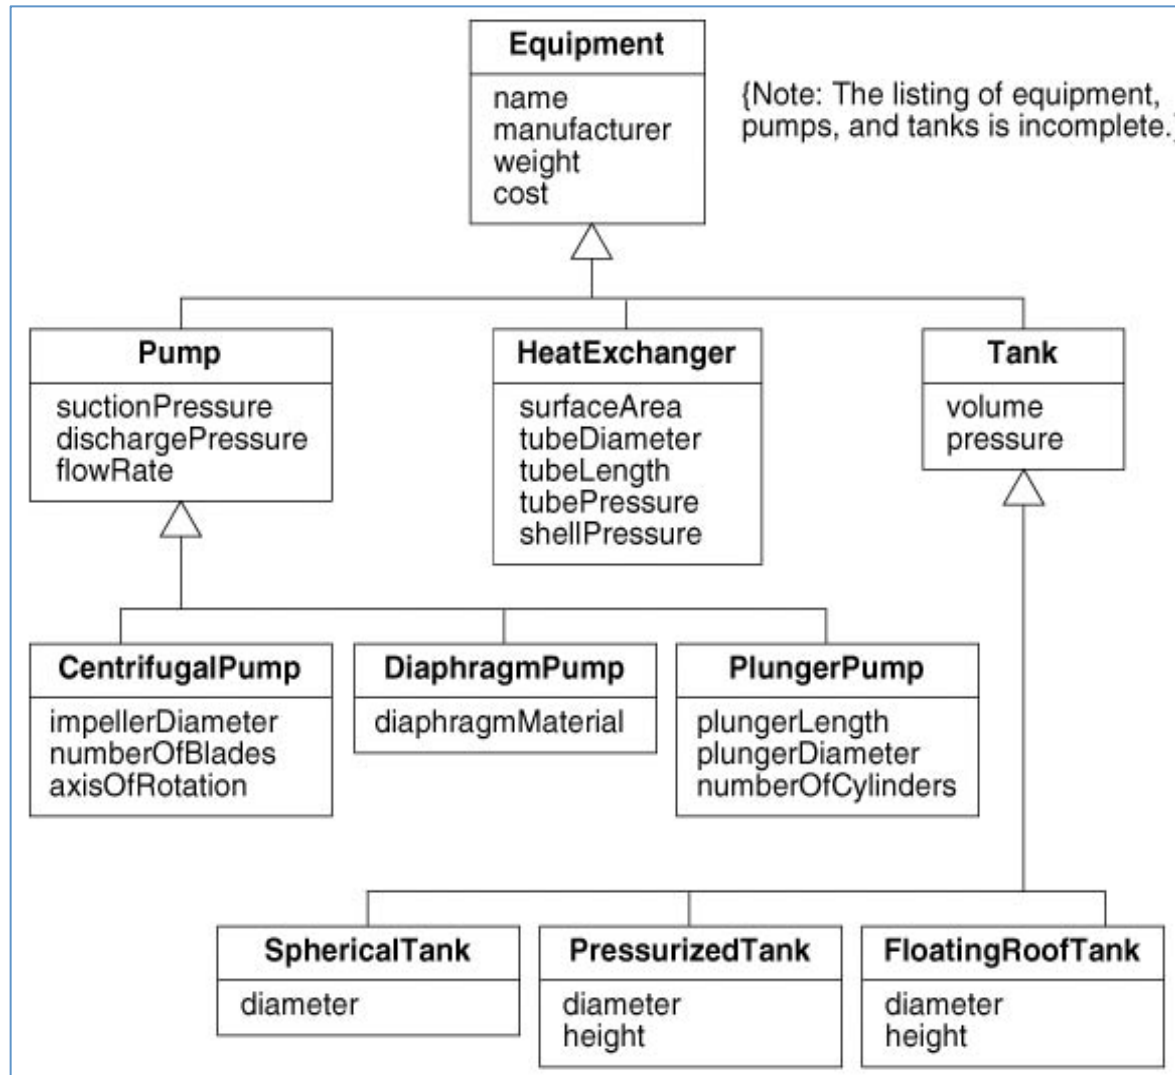 Equipment
name
manufacturer
weight
cost
{Note: The listing of equipment,
pumps, and tanks is incomplete.}
Pump
suctionPressure
dischargePressure
flowRate
HeatExchanger
surfaceArea
tubeDiameter
tubeLength
tubePressure
shellPressure
Tank
volume
pressure
CentrifugalPump
impellerDiameter
numberOfBlades
axisOfRotation
DiaphragmPump
diaphragmMaterial
PlungerPump
plungerLength
plungerDiameter
numberOfCylinders
SphericalTank
diameter
PressurizedTank
diameter
height
FloatingRoofTank
diameter
height